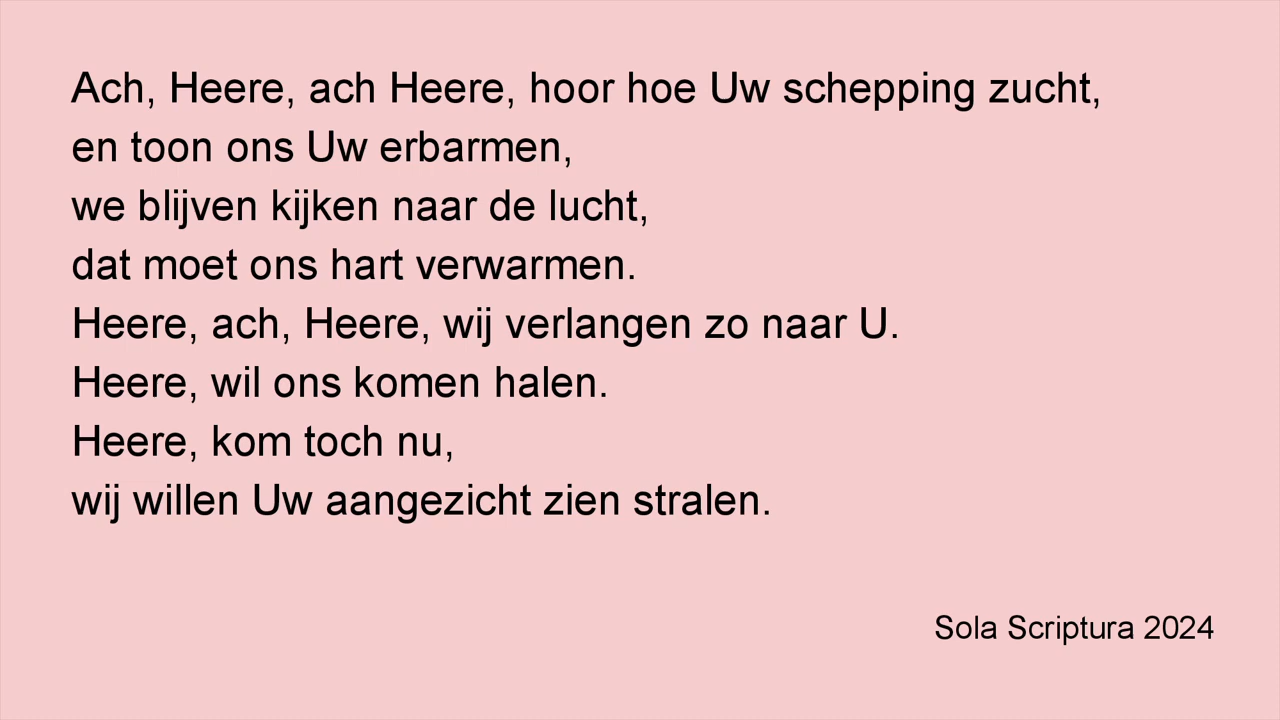 Ach, Heere, ach Heere, hoor hoe Uw schepping zucht,
en toon ons Uw erbarmen,
we blijven kijken naar de lucht,
dat moet ons hart verwarmen.
Heere, ach, Heere, wij verlangen zo naar U.
Heere, wil ons komen halen.
Heere, kom toch nu,
wij willen Uw aangezicht zien stralen.
Sola Scriptura 2024